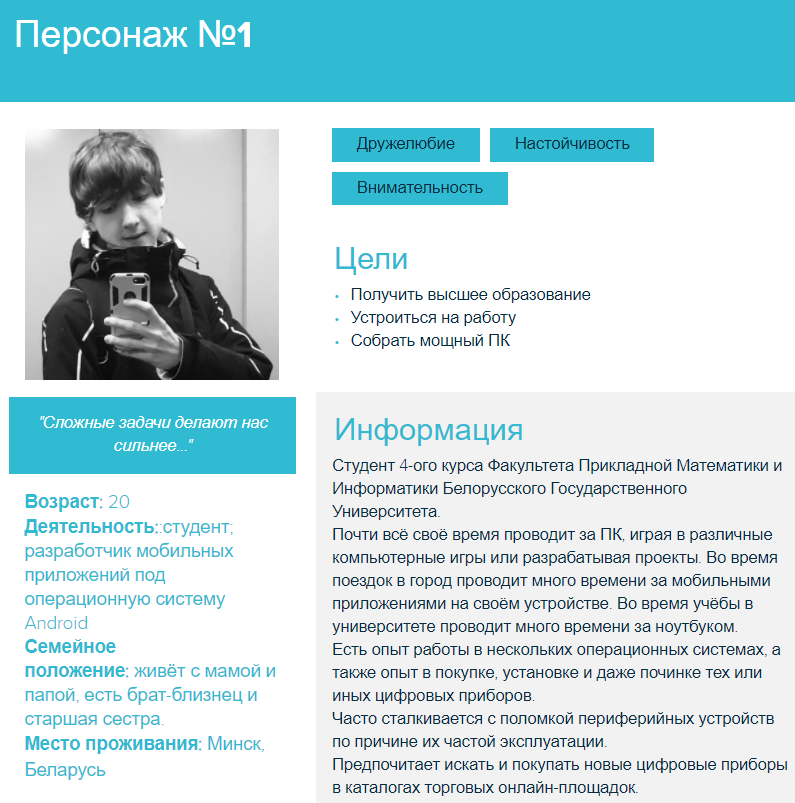 Персонаж №1
Дружелюбие
Настойчивость
Внимательность
Цели
• Получить высшее образование
• Устроиться на работу
• Собрать мощный ПК
"Сложные задачи делают нас
сильнее..."
Возраст: 20
Деятельность::студент;
разработчик мобильных
приложений под
операционную систему
Android
Семейное
положение: живёт с мамой и
папой, есть брат-близнец и
старшая сестра.
Место проживания: Минск,
Беларусь
Информация
Студент 4-ого курса Факультета Прикладной Математики и
Информатики Белорусского Государственного
Университета.
Почти всё своё время проводит за ПК, играя в различные
компьютерные игры или разрабатывая проекты. Во время
поездок в город проводит много времени за мобильными
приложениями на своём устройстве. Во время учёбы в
университете проводит много времени за ноутбуком.
Есть опыт работы в нескольких операционных системах, а
также опыт в покупке, установке и даже починке тех или
иных цифровых приборов.
Часто сталкивается с поломкой периферийных устройств
по причине их частой эксплуатации.
Предпочитает искать и покупать новые цифровые приборы
в каталогах торговых онлайн-площадок.